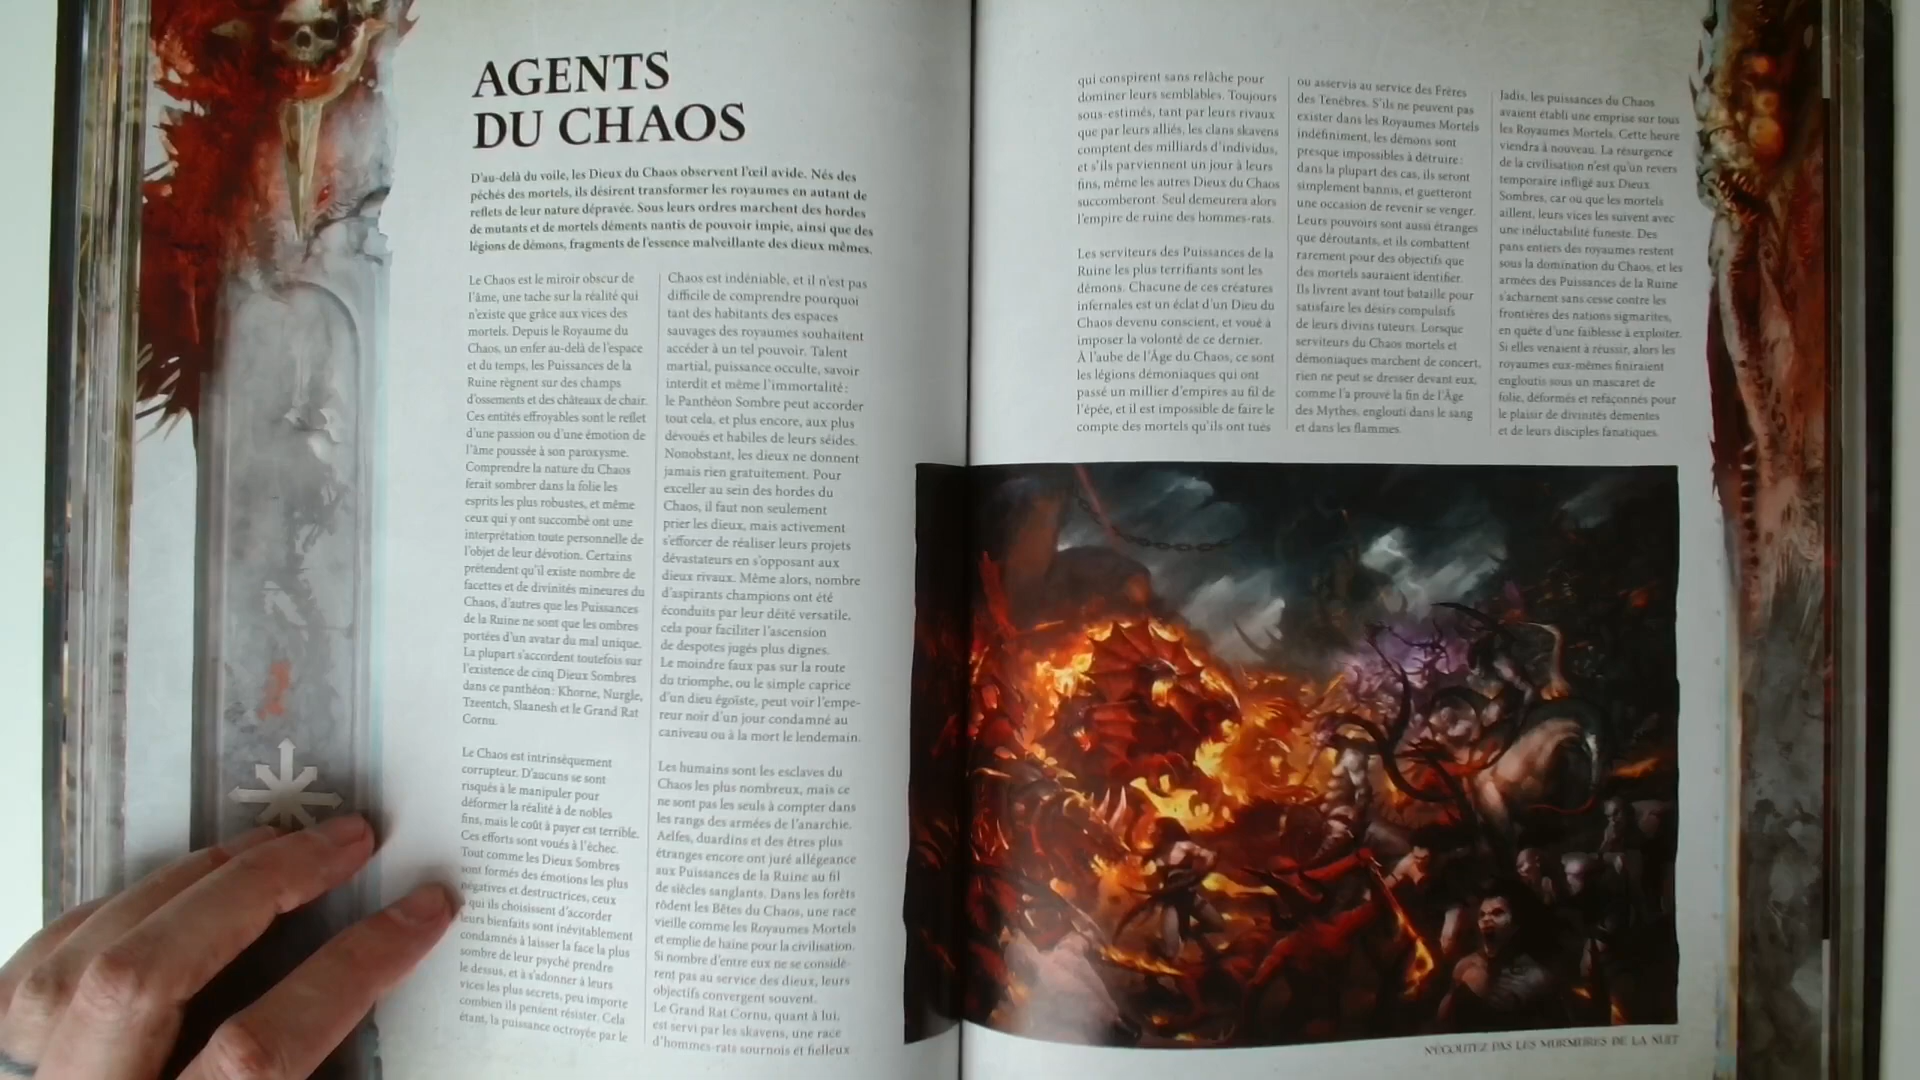 AGENTS
DU CHAOS
D'au-delà du voile, les Dieux du Chaos observent l'œil avide. Nés des
péchés des mortels, ils désirent transformer les royaumes en autant de
reflets de leur nature dépravée. Sous leurs ordres marchent des hordes
de mutants et de mortels déments nantis de pouvoir impie, ainsi que des
légions de démons, fragments de l'essence malveillante des dieux mêmes.
Le Chaos est le miroir obscur de
l'âme, une tache sur la réalité qui
n'existe que grâce aux vices des
mortels. Depuis le Royaume du
Chaos, un enfer au-delà de l'espace
et du temps, les Puissances de la
Ruine règnent sur des champs
d'ossements et des châteaux de chair.
Ces entités effroyables sont le reflet
d'une passion ou d'une émotion de
l'âme poussée à son paroxysme.
Comprendre la nature du Chaos
ferait sombrer dans la folie les
esprits les plus robustes, et même
ceux qui y ont succombé ont une
interprétation toute personnelle de
l'objet de leur dévotion. Certains
prétendent qu'il existe nombre de
facettes et de divinités mineures du
Chaos, d'autres que les Puissances
de la Ruine ne sont que les ombres
portées d'un avatar du mal unique.
La plupart s'accordent toutefois sur
l'existence de cinq Dieux Sombres
dans ce panthéon : Khorne, Nurgle,
Tzeentch, Slaanesh et le Grand Rat
Cornu.
Le Chaos est intrinsèquement
corrupteur. D'aucuns se sont
risqués à le manipuler pour
déformer la réalité à de nobles
fins, mais le coût à payer est terrible.
Ces efforts sont voués à l'échec.
Tout comme les Dieux Sombres
sont formés des émotions les plus
négatives et destructrices, ceux
à qui ils choisissent d'accorder
leurs bienfaits sont inévitablement
condamnés à laisser la face la plus
sombre de leur psyché prendre
le dessus, et à s'adonner à leurs
vices les plus secrets, peu importe
combien ils pensent résister. Cela
étant, la puissance octroyée par le
Chaos est indéniable, et il n'est pas
difficile de comprendre pourquoi
tant des habitants des espaces
sauvages des royaumes souhaitent
accéder à un tel pouvoir. Talent
martial, puissance occulte, savoir
interdit et même l'immortalité :
le Panthéon Sombre peut accorder
tout cela, et plus encore, aux plus
dévoués et habiles de leurs séides.
Nonobstant, les dieux ne donnent
jamais rien gratuitement. Pour
exceller au sein des hordes du
Chaos, il faut non seulement
prier les dieux, mais activement
s'efforcer de réaliser leurs projets
dévastateurs en s'opposant aux
dieux rivaux. Même alors, nombre
d'aspirants champions ont été
éconduits par leur déité versatile,
cela pour faciliter l'ascension
de despotes jugés plus dignes.
Le moindre faux pas sur la route
du triomphe, ou le simple caprice
d'un dieu égoïste, peut voir l'empe-
reur noir d'un jour condamné au
caniveau ou à la mort le lendemain.
Les humains sont les esclaves du
Chaos les plus nombreux, mais ce
ne sont pas les seuls à compter dans
les rangs des armées de l'anarchie.
Aelfes, duardins et des êtres plus
étranges encore ont juré allégeance
aux Puissances de la Ruine au fil
de siècles sanglants. Dans les forêts
rôdent les Bêtes du Chaos, une race
vieille comme les Royaumes Mortels
et emplie de haine pour la civilisation.
Si nombre d'entre eux ne se considè-
rent pas au service des dieux, leurs
objectifs convergent souvent.
Le Grand Rat Cornu, quant à lui,
est servi par les skavens, une race
d'hommes-rats sournois et fielleux
qui conspirent sans relâche pour
dominer leurs semblables. Toujours
sous-estimés, tant par leurs rivaux
que par leurs alliés, les clans skavens
comptent des milliards d'individus,
et s'ils parviennent un jour à leurs
fins, même les autres Dieux du Chaos
succomberont. Seul demeurera alors
l'empire de ruine des hommes-rats.
Les serviteurs des Puissances de la
Ruine les plus terrifiants sont les
démons. Chacune de ces créatures
infernales est un éclat d'un Dieu du
Chaos devenu conscient, et voué à
imposer la volonté de ce dernier.
À l'aube de l'Âge du Chaos, ce sont
les légions démoniaques qui ont
passé un millier d'empires au fil de
l'épée, et il est impossible de faire le
compte des mortels qu'ils ont tués
ou asservis au service des Frères
des Ténèbres. S'ils ne peuvent pas
exister dans les Royaumes Mortels
indéfiniment, les démons sont
presque impossibles à détruire :
dans la plupart des cas, ils seront
simplement bannis, et guetteront
une occasion de revenir se venger.
Leurs pouvoirs sont aussi étranges
que déroutants, et ils combattent
rarement pour des objectifs que
des mortels sauraient identifier.
Ils livrent avant tout bataille pour
satisfaire les désirs compulsifs
de leurs divins tuteurs. Lorsque
serviteurs du Chaos mortels et
démoniaques marchent de concert,
rien ne peut se dresser devant eux,
comme l'a prouvé la fin de l'Âge
des Mythes, englouti dans le sang
et dans les flammes.
Jadis, les puissances du Chaos
avaient établi une emprise sur tous
les Royaumes Mortels. Cette heure
viendra à nouveau. La résurgence
de la civilisation n'est qu'un revers
temporaire infligé aux Dieux
Sombres, car où que les mortels
aillent, leurs vices les suivent avec
une inéluctabilité funeste. Des
pans entiers des royaumes restent
sous la domination du Chaos, et les
armées des Puissances de la Ruine
s'acharnent sans cesse contre les
frontières des nations sigmarites,
en quête d'une faiblesse à exploiter.
Si elles venaient à réussir, alors les
royaumes eux-mêmes finiraient
engloutis sous un mascaret de
folie, déformés et refaçonnés pour
le plaisir de divinités démentes
et de leurs disciples fanatiques.
N'ÉCOUTEZ PAS LES MURMURES DE LA NUIT